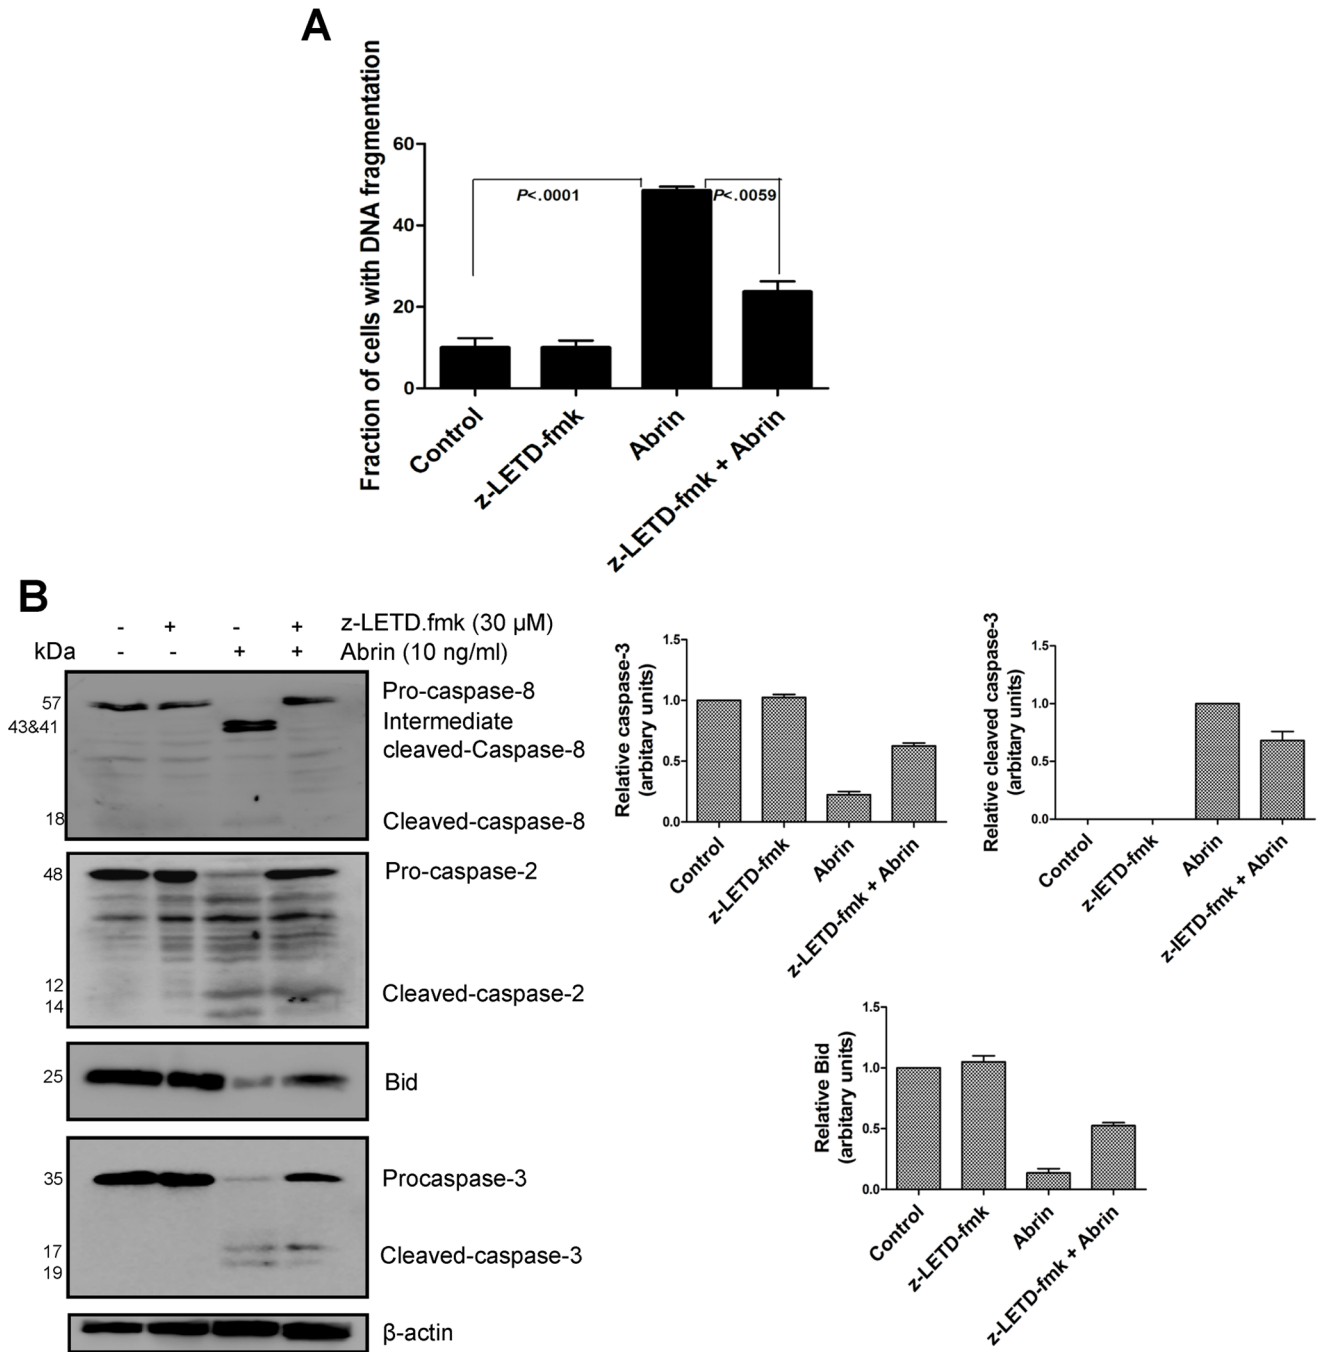 A
Fraction of cells with DNA fragmentation
60
40
20
0
P<.0001
P<.0059
Control
z-LETD-fmk
Abrin
z-LETD-fmk + Abrin
B
- + - + z-LETD.fmk (30 µM)
kDa - - + + Abrin (10 ng/ml)
57 Pro-caspase-8
43&41 Intermediate
cleaved-Caspase-8
18 Cleaved-caspase-8
48 Pro-caspase-2
12 Cleaved-caspase-2
14
25 Bid
35 Procaspase-3
17 Cleaved-caspase-3
19
β-actin
Relative caspase-3
(arbitary units)
1.5
1.0
0.5
0.0
Control
z-LETD-fmk
Abrin
z-LETD-fmk + Abrin
Relative cleaved caspase-3
(arbitary units)
1.5
1.0
0.5
0.0
Control
z-IETD-fmk
Abrin
z-IETD-fmk + Abrin
Relative Bid
(arbitary units)
1.5
1.0
0.5
0.0
Control
z-LETD-fmk
Abrin
z-LETD-fmk + Abrin